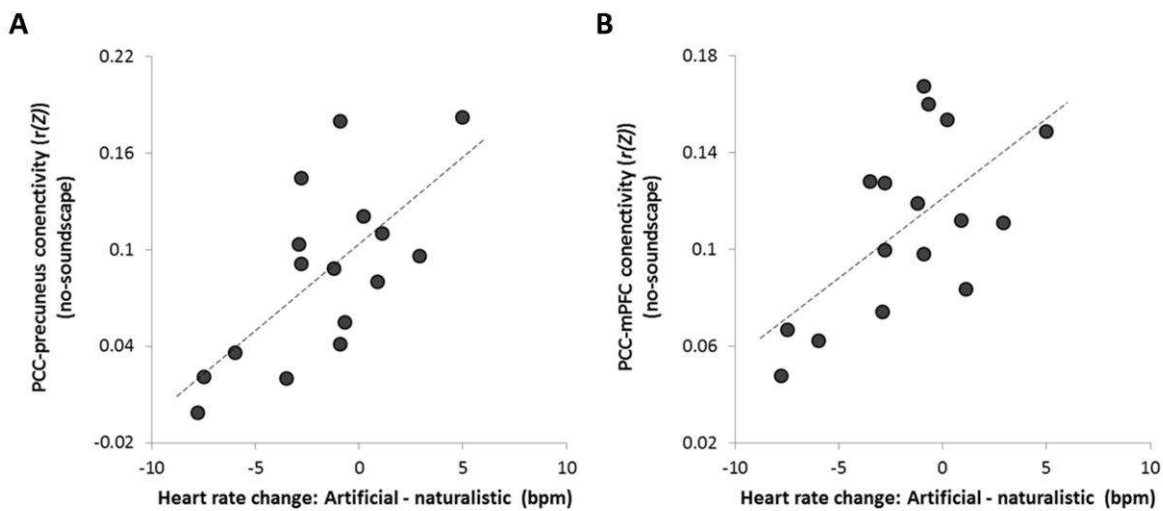 A
B
PCC-precuneus conenctivity (r(Z))
(no-soundscape)
0.22
0.16
0.1
0.04
-0.02
-10
-5
0
5
10
Heart rate change: Artificial - naturalistic (bpm)
PCC-mPFC conenctivity (r(Z))
(no-soundscape)
0.18
0.14
0.1
0.06
0.02
-10
-5
0
5
10
Heart rate change: Artificial - naturalistic (bpm)